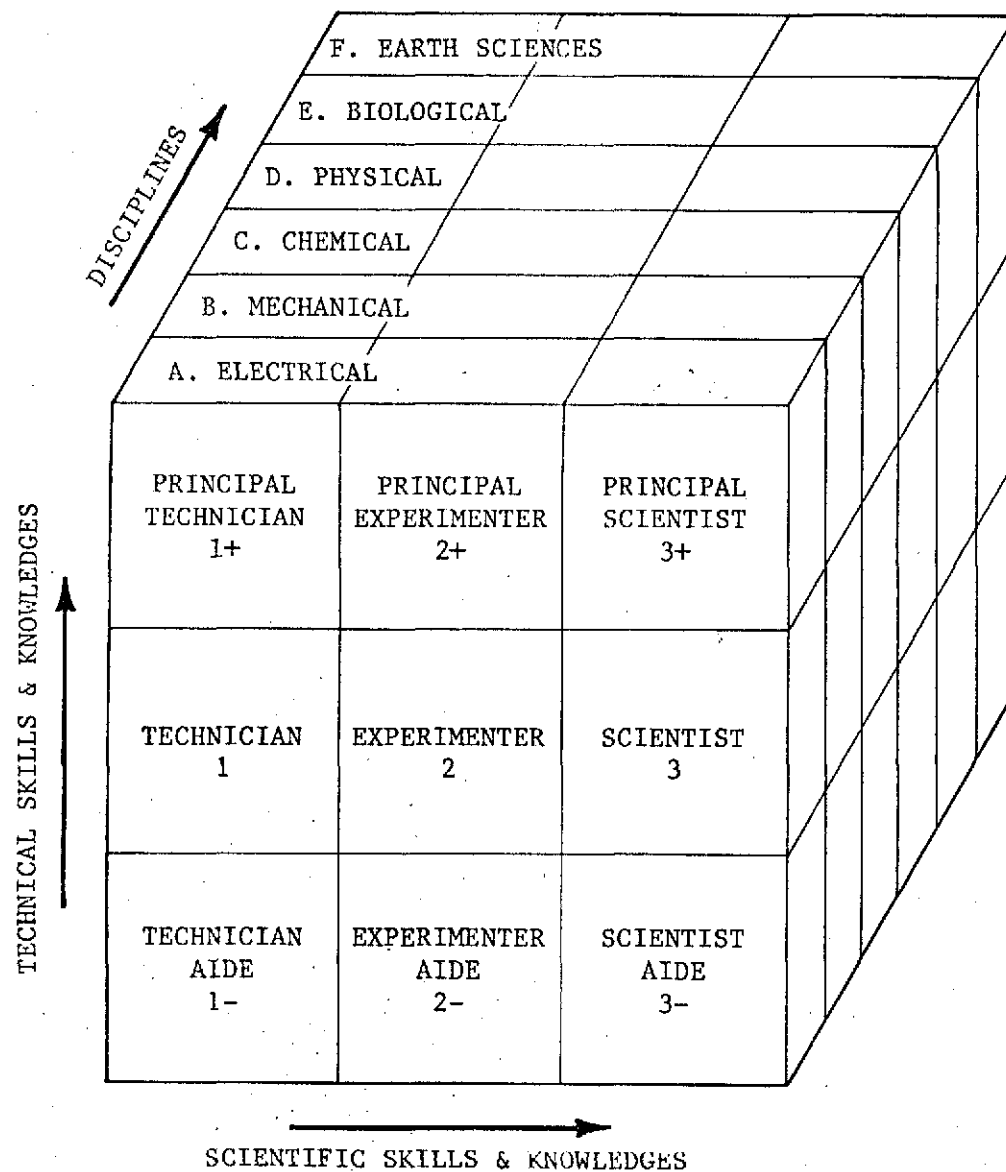 F. EARTH SCIENCES
E. BIOLOGICAL
D. PHYSICAL
C. CHEMICAL
B. MECHANICAL
A. ELECTRICAL
DISCIPLINES
PRINCIPAL
TECHNICIAN
1+
PRINCIPAL
EXPERIMENTER
2+
PRINCIPAL
SCIENTIST
3+
TECHNICIAN
1
EXPERIMENTER
2
SCIENTIST
3
TECHNICIAN
AIDE
1-
EXPERIMENTER
AIDE
2-
SCIENTIST
AIDE
3-
TECHNICAL SKILLS & KNOWLEDGES
SCIENTIFIC SKILLS & KNOWLEDGES